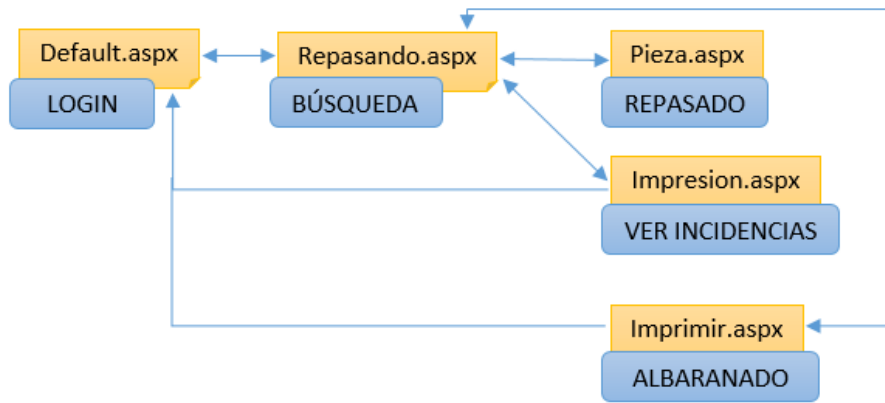 Default.aspx
LOGIN
Repasando.aspx
BÚSQUEDA
Pieza.aspx
REPASADO
Impresion.aspx
VER INCIDENCIAS
Imprimir.aspx
ALBARANADO